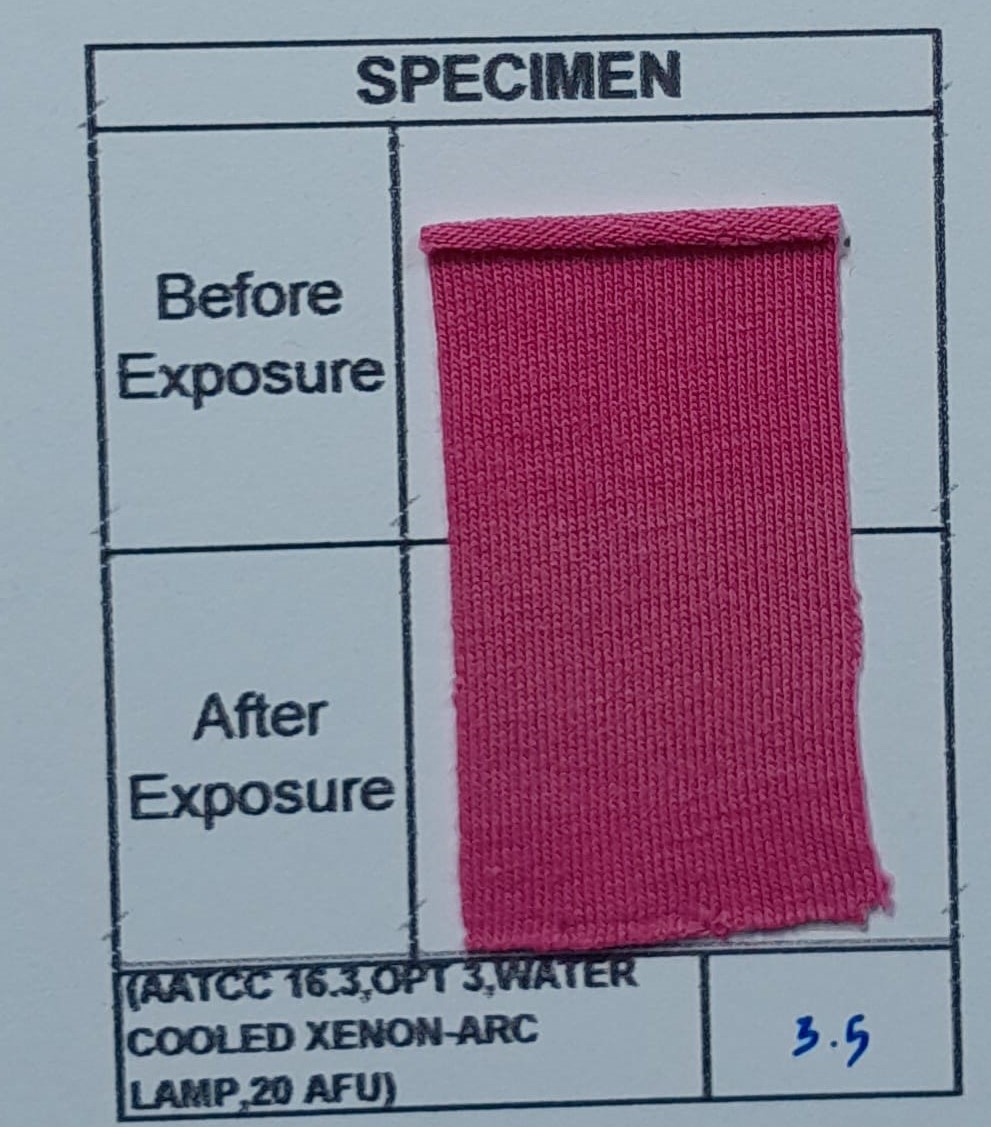 SPECIMEN
Before
Exposure
After
Exposure
(AATCC 16.3,OPT 3,WATER
COOLED XENON-ARC
LAMP,20 AFU)
3.5